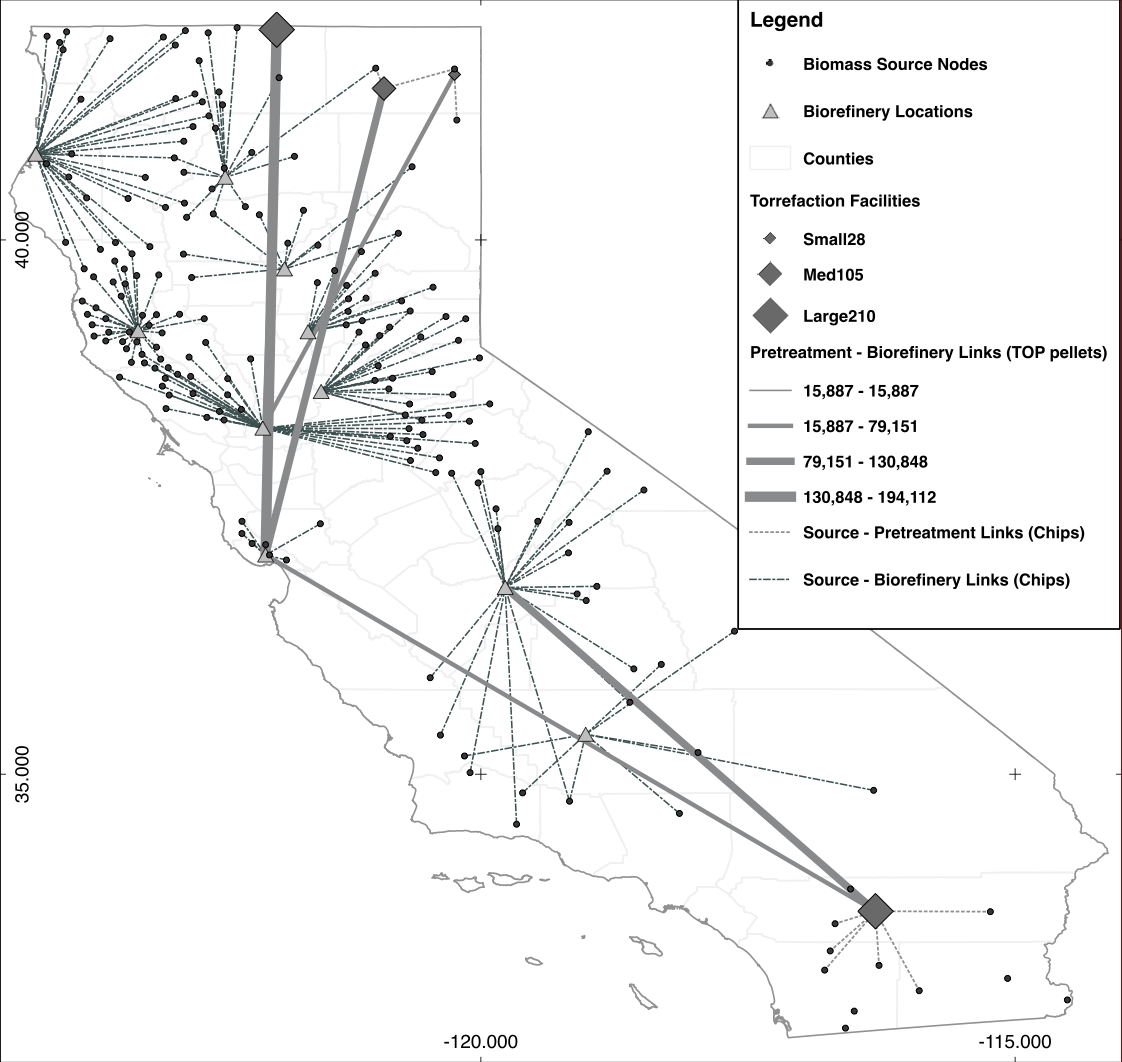 Legend
Biomass Source Nodes
Biorefinery Locations
Counties
Torrefaction Facilities
Small28
Med105
Large210
Pretreatment - Biorefinery Links (TOP pellets)
15,887 - 15,887
15,887 - 79,151
79,151 - 130,848
130,848 - 194,112
Source - Pretreatment Links (Chips)
Source - Biorefinery Links (Chips)
40.000
35.000
-120.000
-115.000